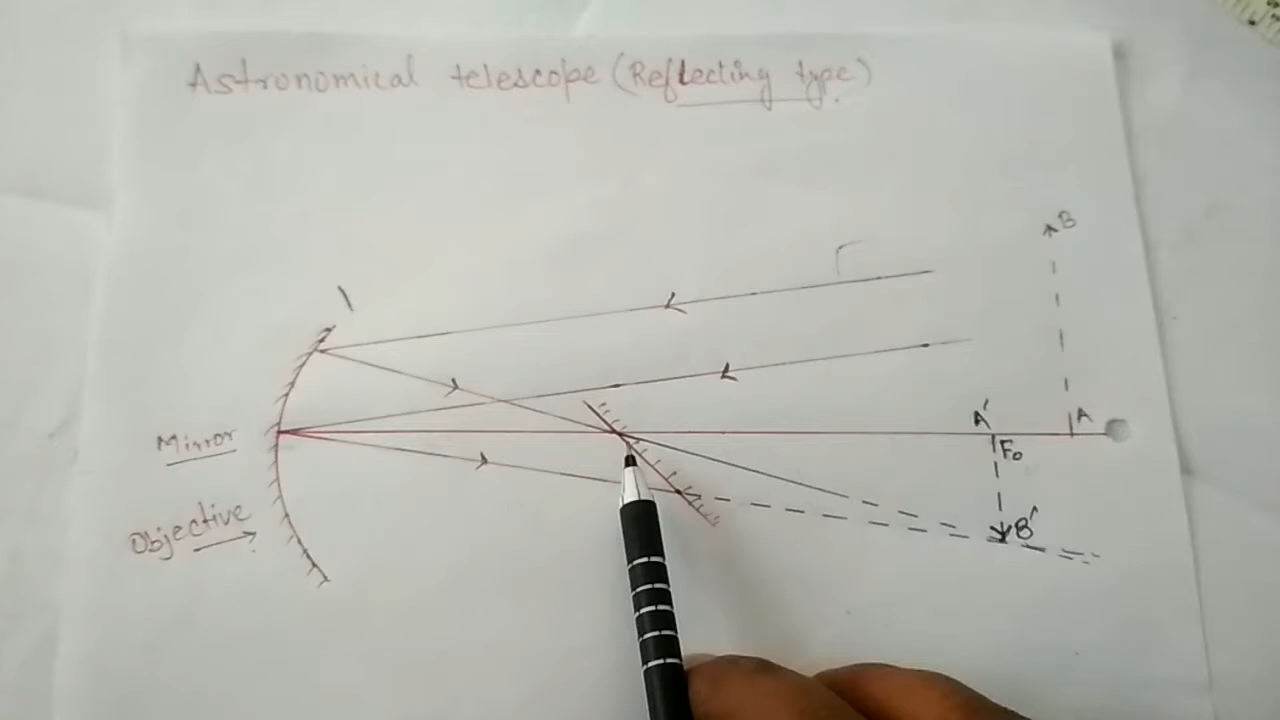 Astronomical telescope (Reflecting type)
B
A'
A
F₀
B'
Mirror
Objective